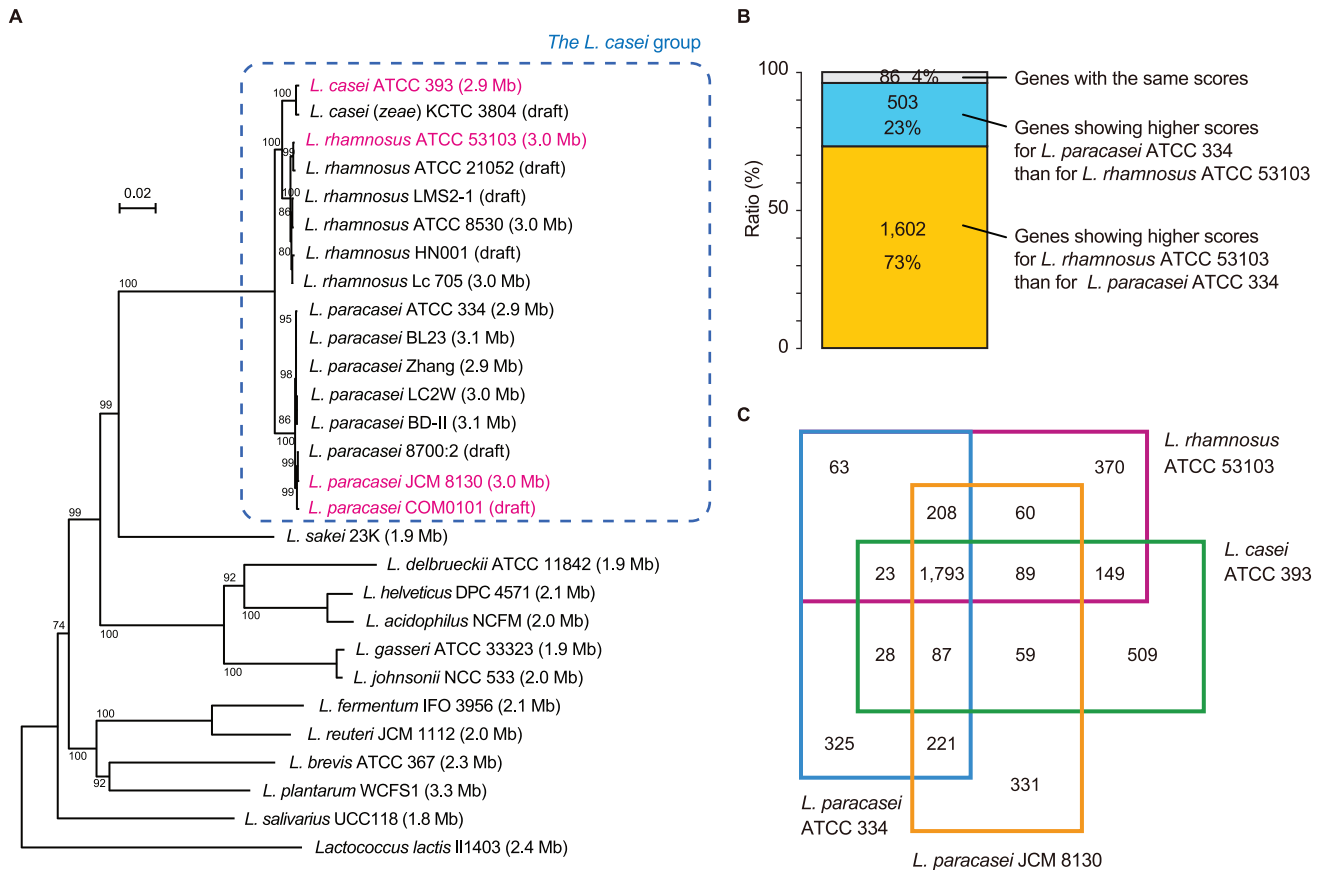 A
The L. casei group
L. casei ATCC 393 (2.9 Mb)
100
L. casei (zeae) KCTC 3804 (draft)
L. rhamnosus ATCC 53103 (3.0 Mb)
100
99
L. rhamnosus ATCC 21052 (draft)
0.02
100
L. rhamnosus LMS2-1 (draft)
86
L. rhamnosus ATCC 8530 (3.0 Mb)
80
L. rhamnosus HN001 (draft)
L. rhamnosus Lc 705 (3.0 Mb)
100
L. paracasei ATCC 334 (2.9 Mb)
95
L. paracasei BL23 (3.1 Mb)
L. paracasei Zhang (2.9 Mb)
98
L. paracasei LC2W (3.0 Mb)
99
86
L. paracasei BD-II (3.1 Mb)
100
L. paracasei 8700:2 (draft)
99
L. paracasei JCM 8130 (3.0 Mb)
99
L. paracasei COM0101 (draft)
99
L. sakei 23K (1.9 Mb)
L. delbrueckii ATCC 11842 (1.9 Mb)
92
L. helveticus DPC 4571 (2.1 Mb)
100
L. acidophilus NCFM (2.0 Mb)
74
100
L. gasseri ATCC 33323 (1.9 Mb)
100
L. johnsonii NCC 533 (2.0 Mb)
L. fermentum IFO 3956 (2.1 Mb)
100
L. reuteri JCM 1112 (2.0 Mb)
100
L. brevis ATCC 367 (2.3 Mb)
92
L. plantarum WCFS1 (3.3 Mb)
L. salivarius UCC118 (1.8 Mb)
Lactococcus lactis Il1403 (2.4 Mb)
B
100
50
0
Ratio (%)
86 4%
503
23%
1,602
73%
Genes with the same scores
Genes showing higher scores
for L. paracasei ATCC 334
than for L. rhamnosus ATCC 53103
Genes showing higher scores
for L. rhamnosus ATCC 53103
than for L. paracasei ATCC 334
C
63
370
L. rhamnosus
ATCC 53103
208
60
L. casei
ATCC 393
23
1,793
89
149
28
87
59
509
325
221
331
L. paracasei
ATCC 334
L. paracasei JCM 8130